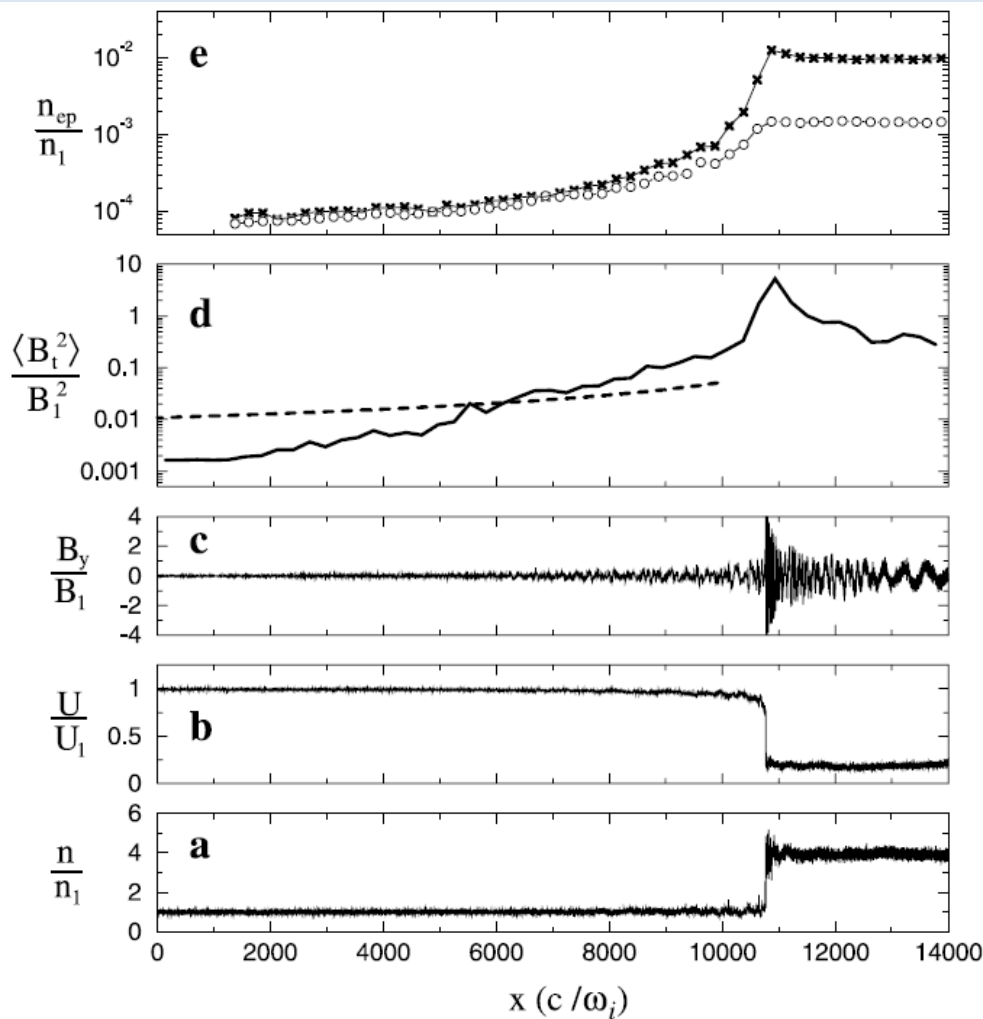 e
10^-2
10^-3
10^-4
n_ep / n_1
d
10
1
0.1
0.01
0.001
⟨B_t^2⟩ / B_1^2
c
4
2
0
-2
-4
B_y / B_1
b
1
0.5
0
U / U_1
a
6
4
2
0
n / n_1
0 2000 4000 6000 8000 10000 12000 14000
x (c /ω_i)